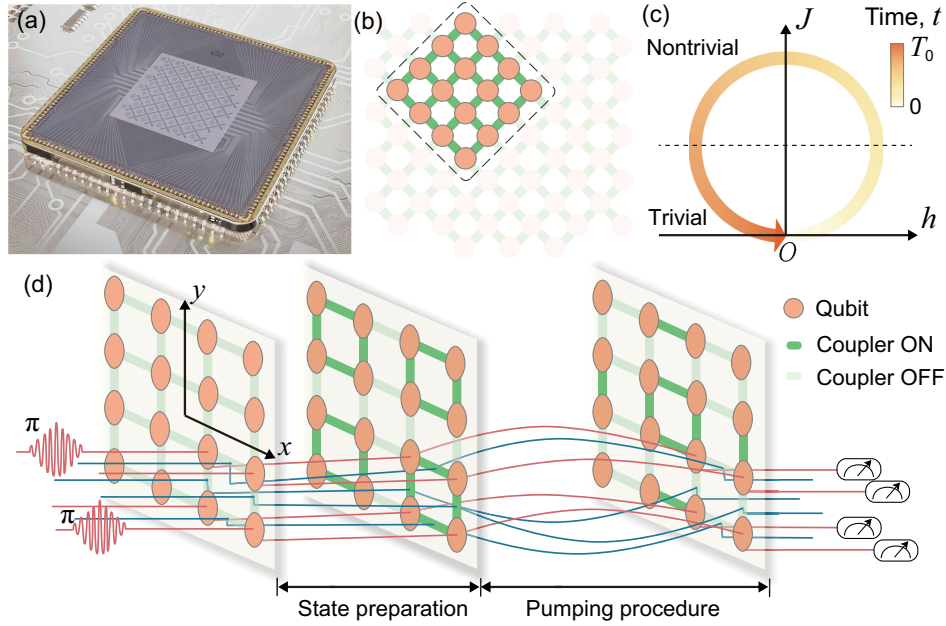 (a)
(b)
(c)
J
Time, t
T₀
0
Nontrivial
Trivial
h
O
(d)
y
x
π
π
Qubit
Coupler ON
Coupler OFF
State preparation
Pumping procedure